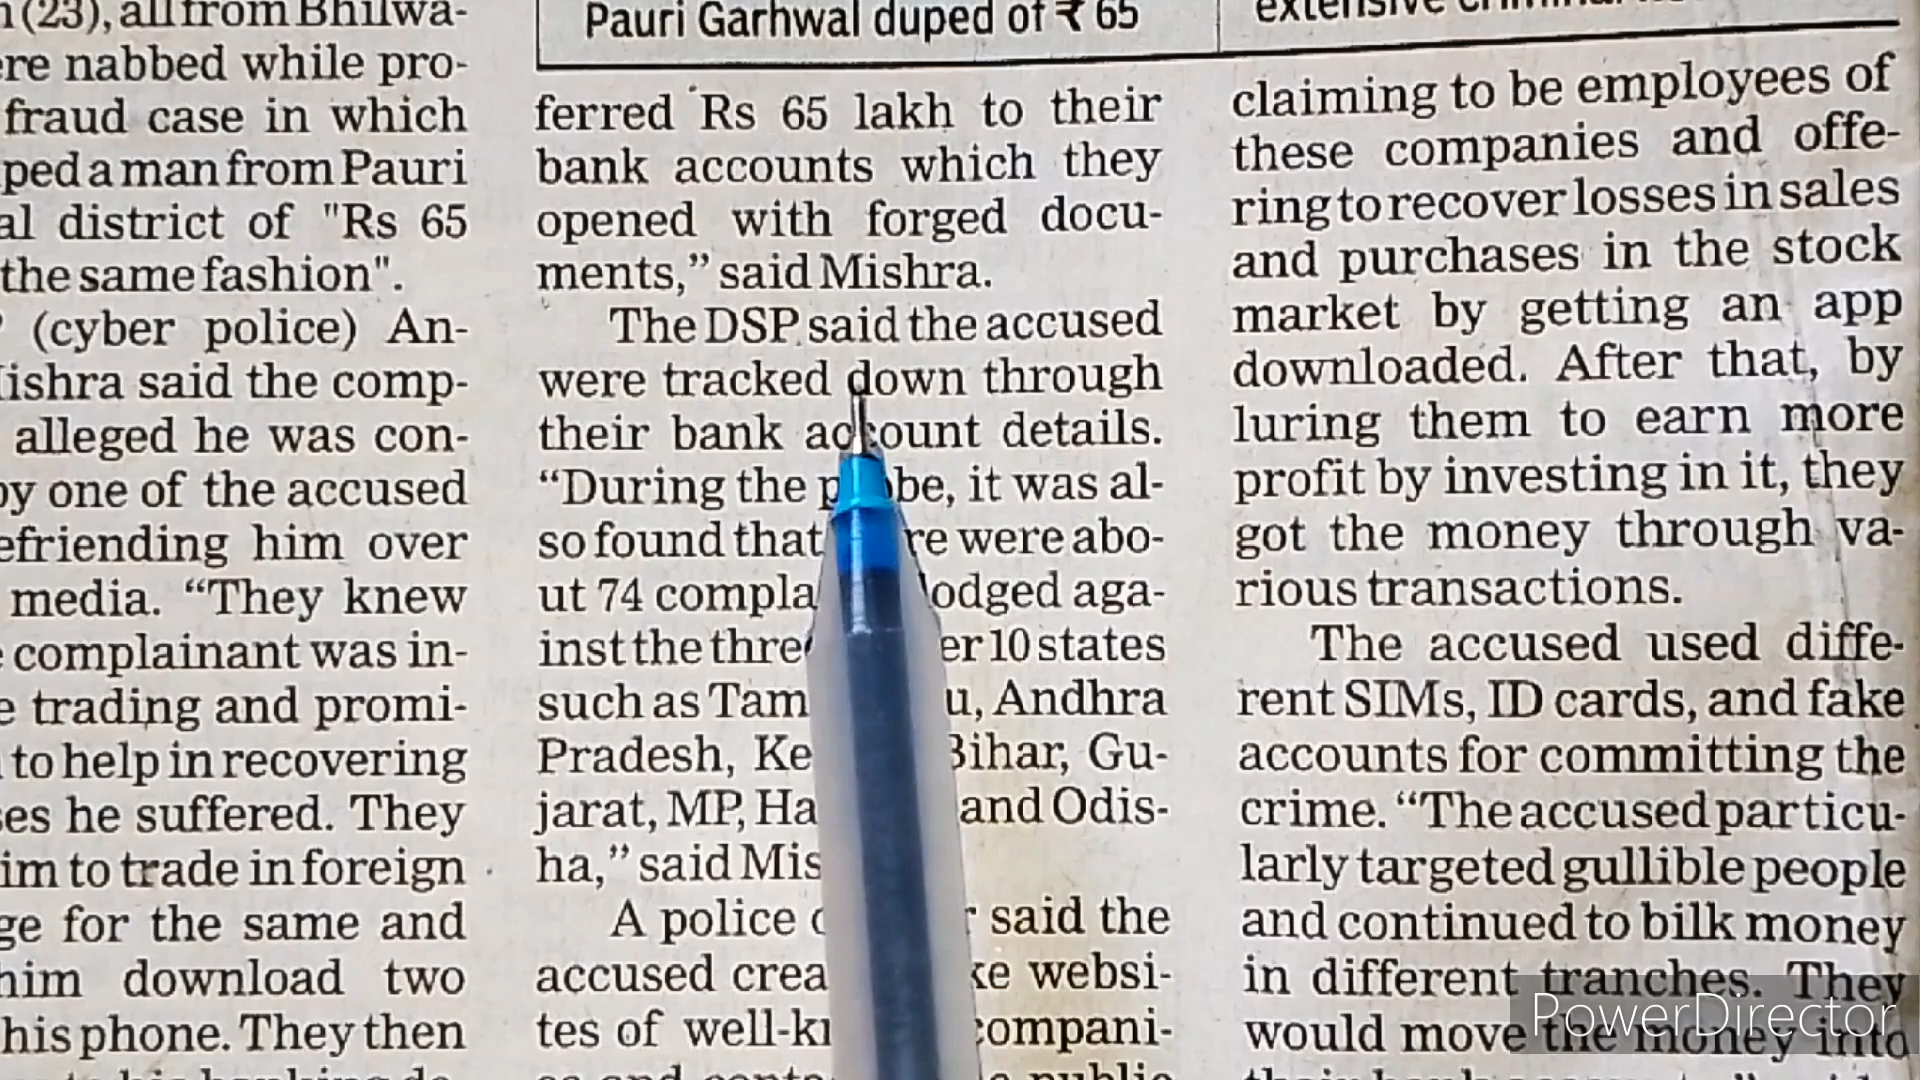 (23), all from Bhilwa-
ere nabbed while pro-
fraud case in which
ped a man from Pauri
al district of "Rs 65
the same fashion".
(cyber police) An-
ishra said the comp-
alleged he was con-
by one of the accused
efriending him over
media. “They knew
complainant was in-
trading and promi-
to help in recovering
es he suffered. They
im to trade in foreign
ge for the same and
him download two
his phone. They then
Pauri Garhwal duped of ₹ 65
ferred Rs 65 lakh to their
bank accounts which they
opened with forged docu-
ments,” said Mishra.
The DSP said the accused
were tracked down through
their bank account details.
“During the probe, it was al-
so found that re were abo-
ut 74 compla lodged aga-
inst the three er 10 states
such as Tam u, Andhra
Pradesh, Ke Bihar, Gu-
jarat, MP, Ha and Odis-
ha,” said Mis
A police said the
accused crea ke websi-
tes of well-k compani-
public
extensive
claiming to be employees of
these companies and offe-
ring to recover losses in sales
and purchases in the stock
market by getting an app
downloaded. After that, by
luring them to earn more
profit by investing in it, they
got the money through va-
rious transactions.
The accused used diffe-
rent SIMs, ID cards, and fake
accounts for committing the
crime. “The accused particu-
larly targeted gullible people
and continued to bilk money
in different tranches. They
would move the money into
PowerDirector